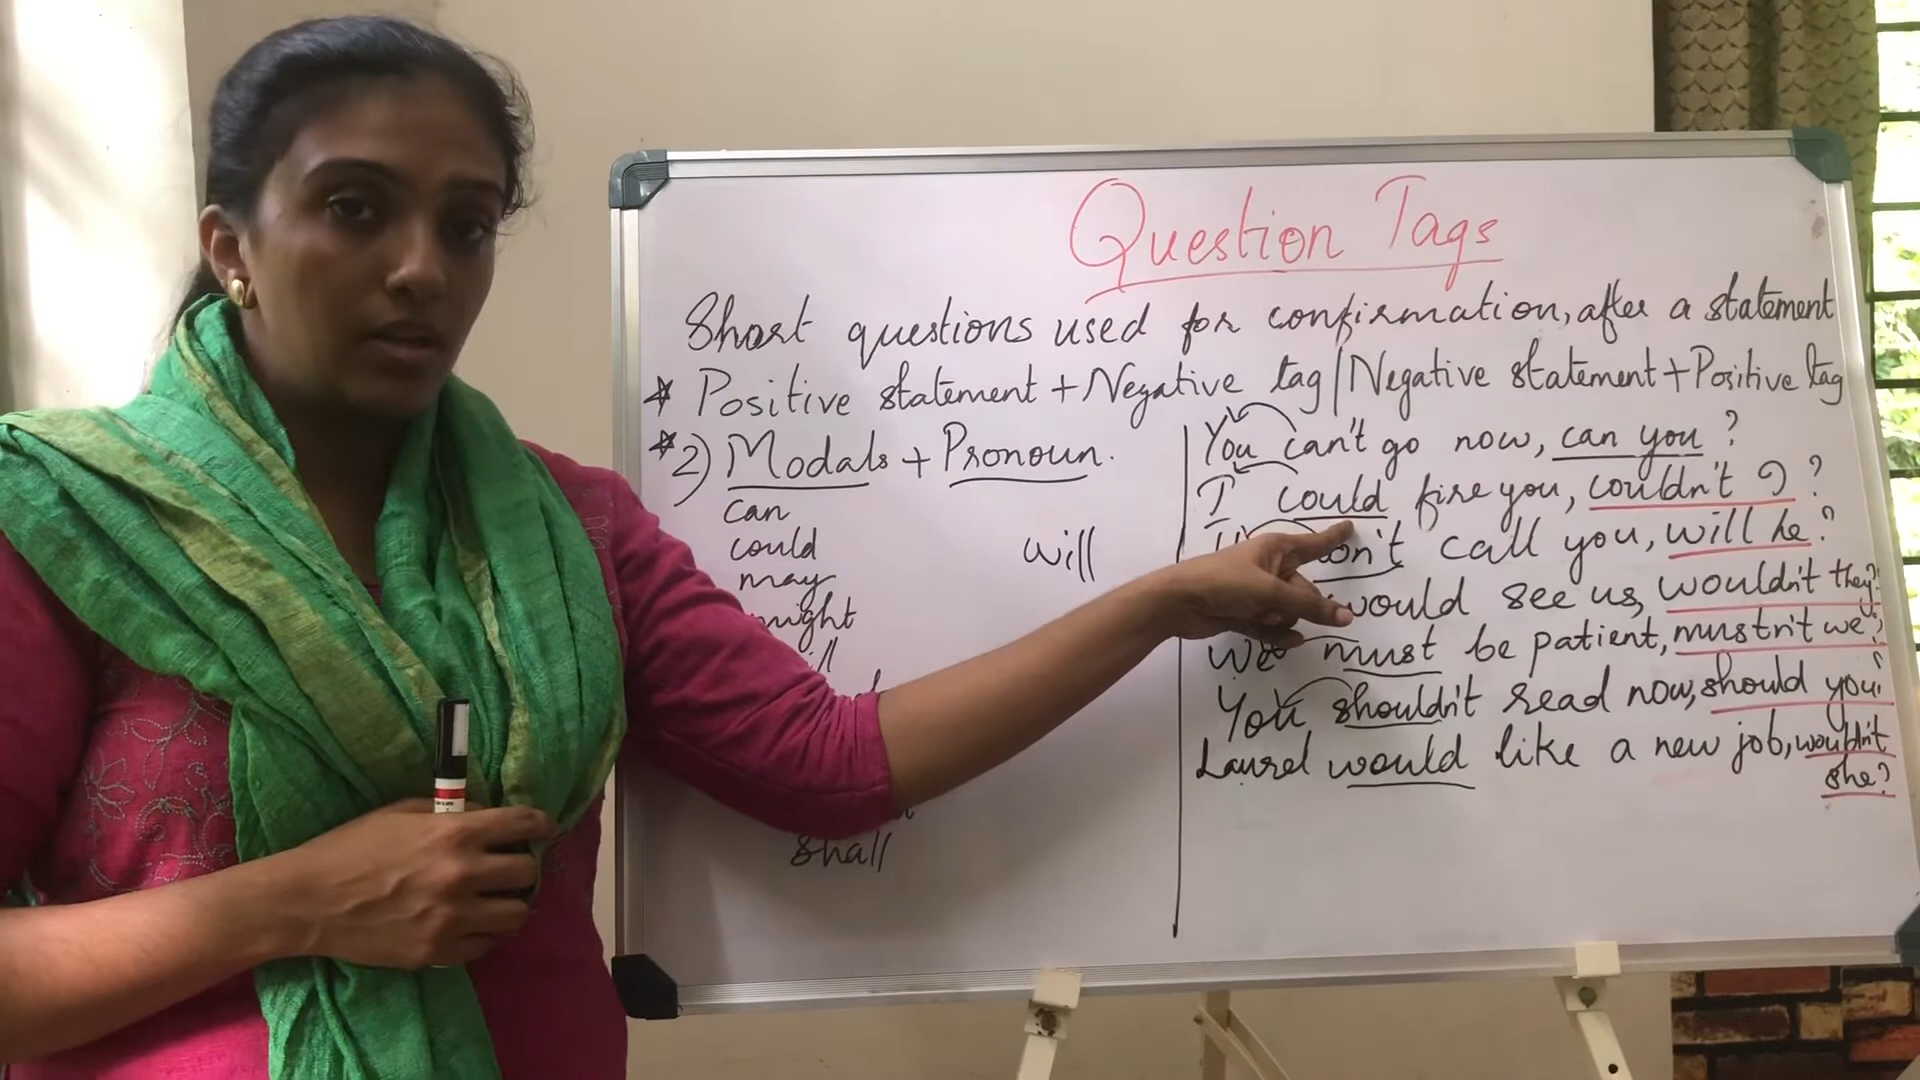 Question Tags
Short questions used for confirmation, after a statement
* Positive statement + Negative tag / Negative statement + Positive tag
* 2) Modals + Pronoun.
can
could
may
might
shall
will
You can't go now, can you?
I could fire you, couldn't I?
call you, will he?
would see us, wouldn't they?
We must be patient, mustn't we?
You shouldn't read now, should you?
Laurel would like a new job, wouldn't
she?